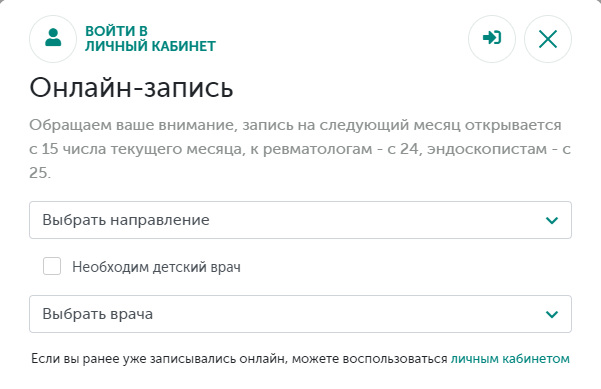 ВОЙТИ В
ЛИЧНЫЙ КАБИНЕТ
Онлайн-запись
Обращаем ваше внимание, запись на следующий месяц открывается
с 15 числа текущего месяца, к ревматологам - с 24, эндоскопистам - с
25.
Выбрать направление
Необходим детский врач
Выбрать врача
Если вы ранее уже записывались онлайн, можете воспользоваться личным кабинетом